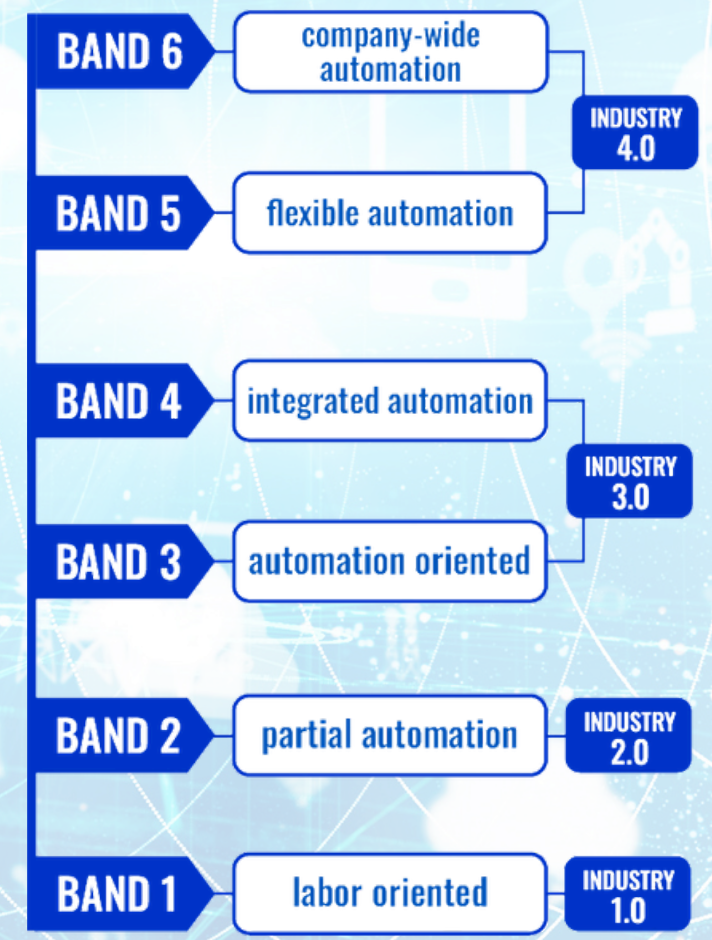 BAND 6
company-wide
automation
INDUSTRY
4.0
BAND 5
flexible automation
BAND 4
integrated automation
INDUSTRY
3.0
BAND 3
automation oriented
BAND 2
partial automation
INDUSTRY
2.0
BAND 1
labor oriented
INDUSTRY
1.0